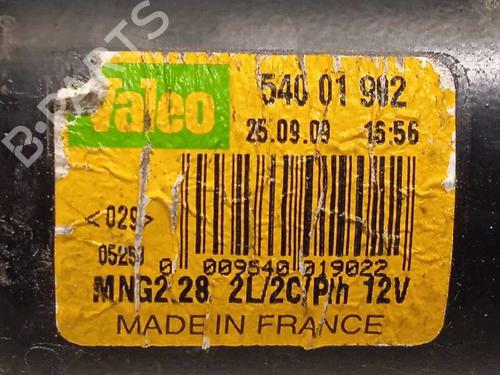 Valeo
540 01 902
25.09.09 16:56
<029>
05259
0 009540 019022
MNG2.28 2L/2C/Plh 12V
MADE IN FRANCE
B-PARTS